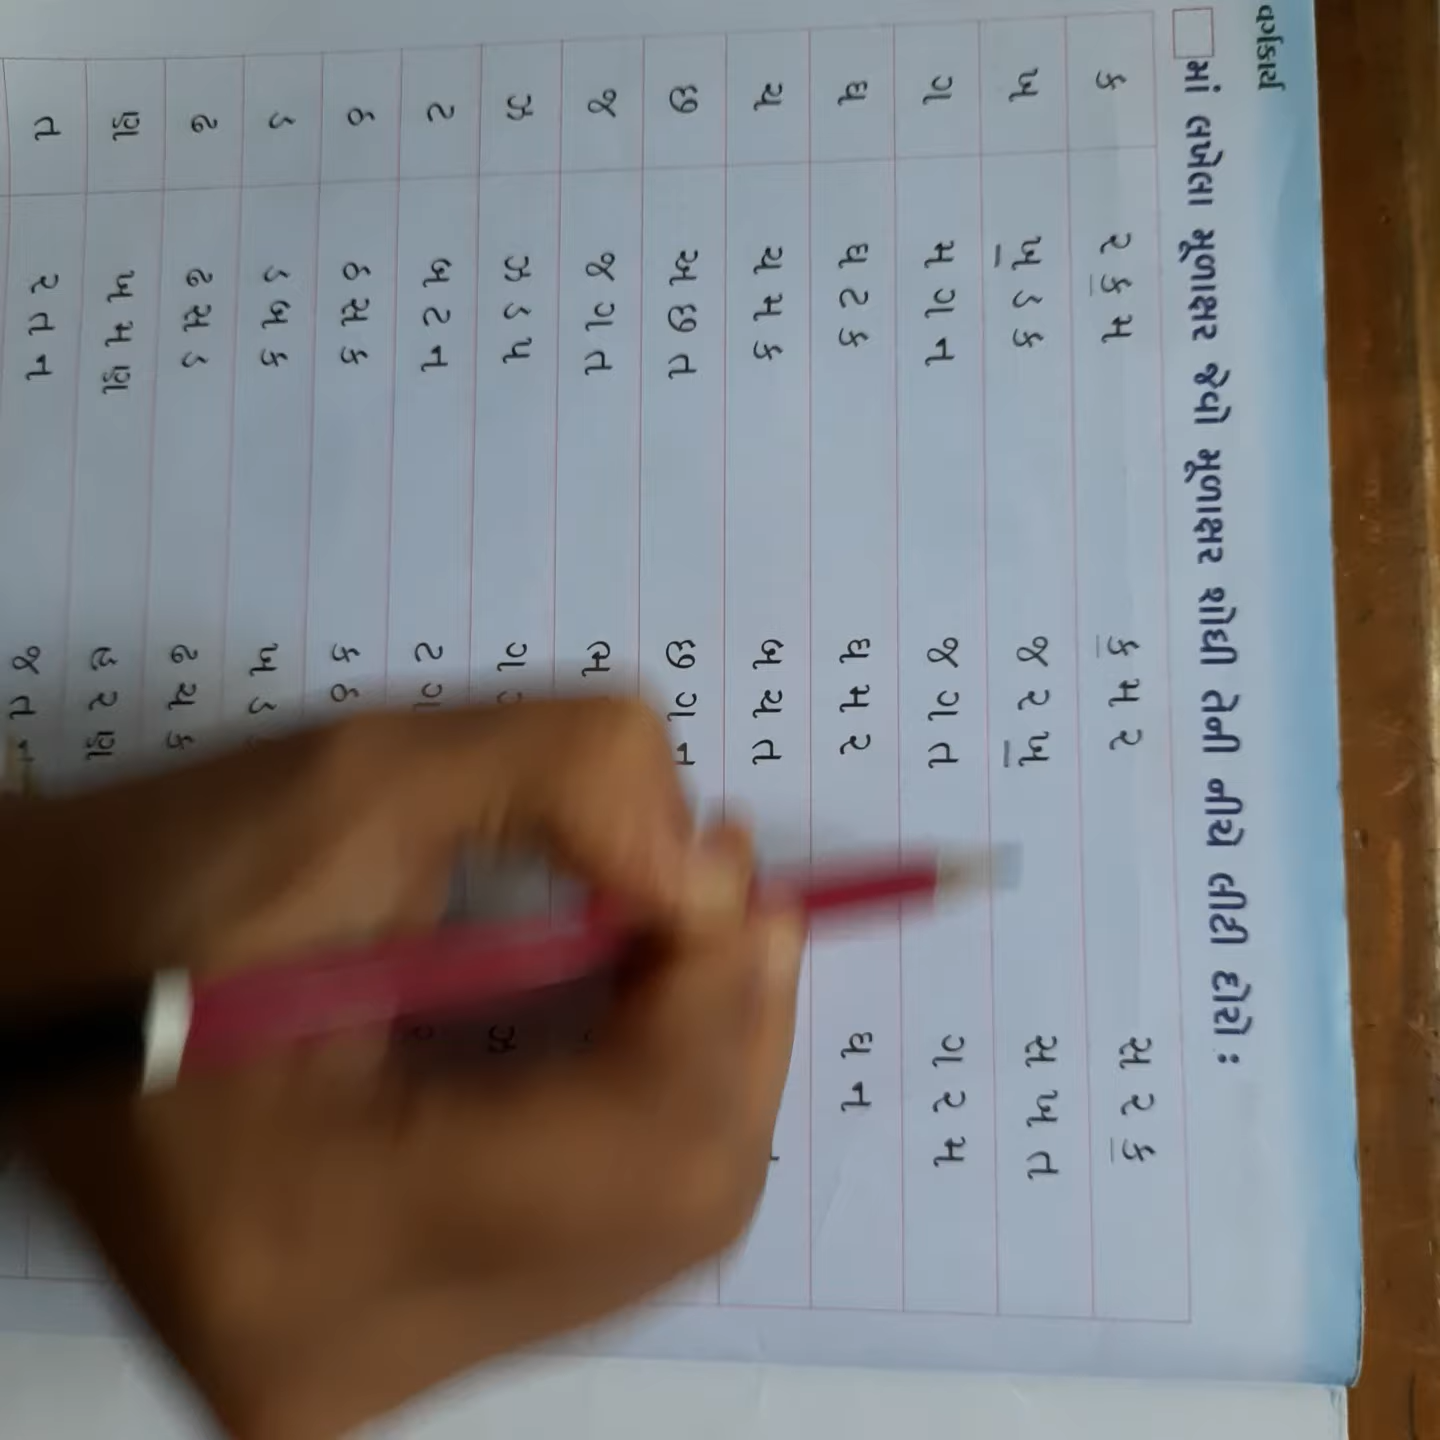 વર્ગકાર્ય
માં લખેલા મૂળાક્ષર જેવો મૂળાક્ષર શોધી તેની નીચે લીટી દોરો :
ક ર ક મ ક મ ર સ ર ક
ખ ખ ડ ક જ ર ખ સ ખ ત
ગ મ ગ ન જ ગ ત ગ ર મ
ઘ ઘ ટ ક ઘ મ ર ઘ ન
ચ ચ મ ક બ ચ ત
છ અ છ ત છ ગ ન
જ જ ગ ત ભ
ઝ ઝ ડ પ ગ ઝ
ટ બ ટ ન ટ ગ
ઠ ઠ સ ક ક ઠ
ડ ડ બ ક ખ ડ
ઢ ઢ સ ડ ઢ ચ ક
ણ ખ મ ણ હ ર ણ
ત ર ત ન જ ત ન